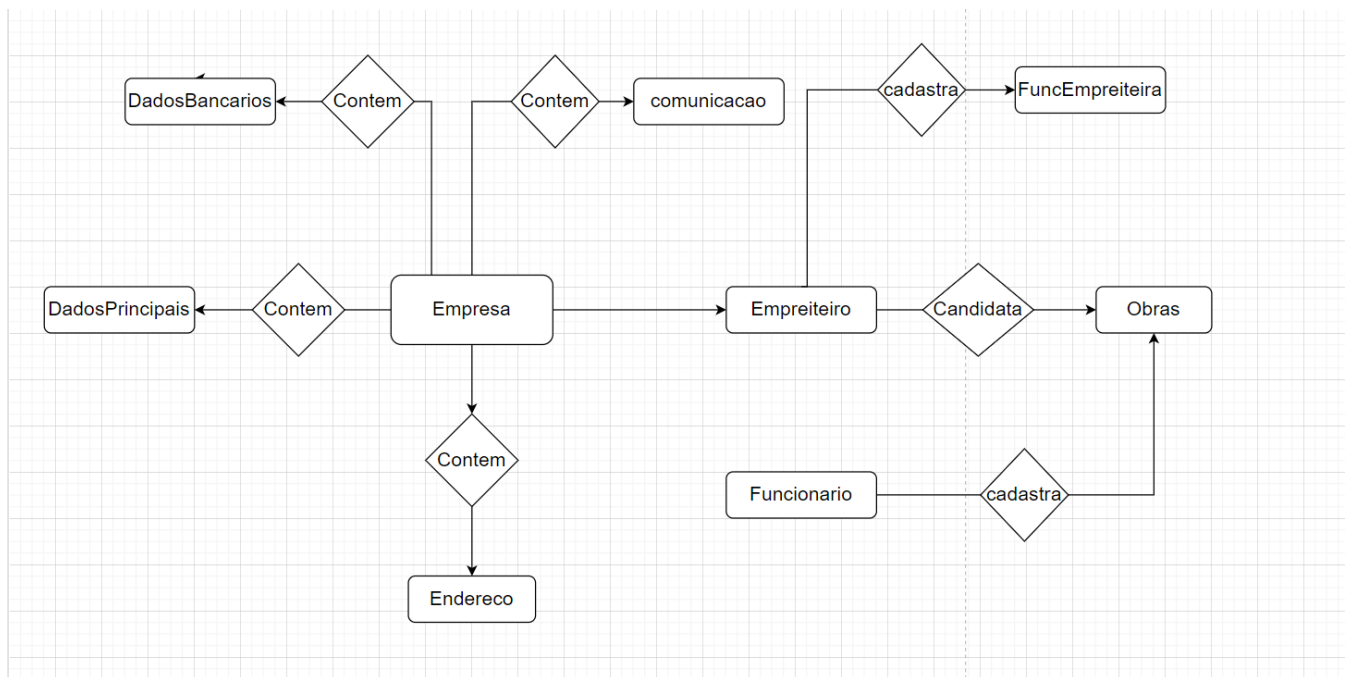 DadosBancarios
Contem
Contem
comunicacao
cadastra
FuncEmpreiteira
DadosPrincipais
Contem
Empresa
Empreiteiro
Candidata
Obras
Contem
Funcionario
cadastra
Endereco